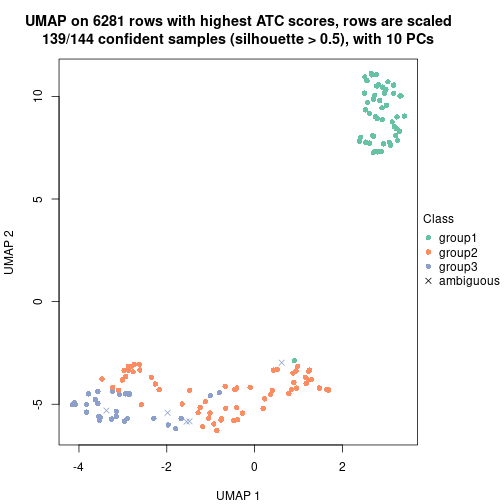 UMAP on 6281 rows with highest ATC scores, rows are scaled
139/144 confident samples (silhouette > 0.5), with 10 PCs
10
5
0
-5
UMAP 2
-4
-2
0
2
UMAP 1
Class
group1
group2
group3
ambiguous